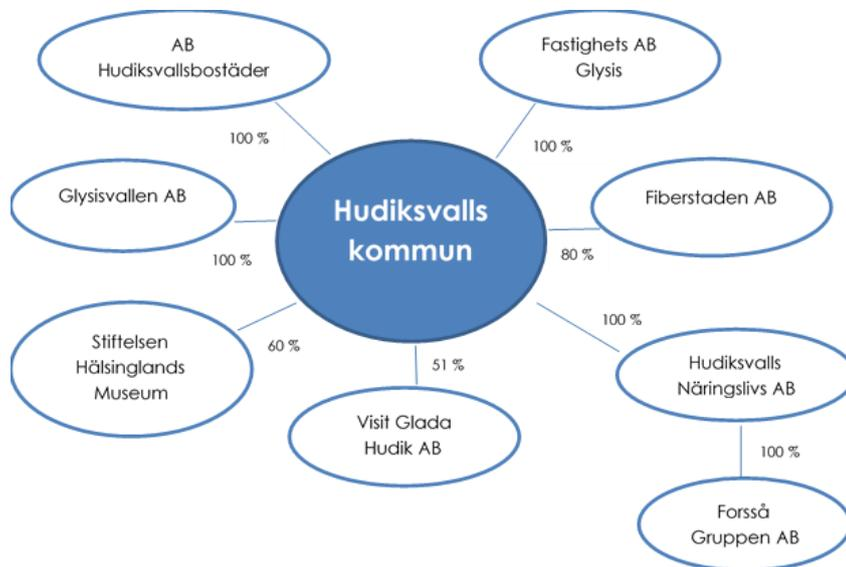 AB
Hudiksvallsbostäder
Fastighets AB
Glysis
100 %
100 %
Glysisvallen AB
Hudiksvalls
kommun
Fiberstaden AB
100 %
80 %
Stiftelsen
Hälsinglands
Museum
60 %
51 %
100 %
Visit Glada
Hudik AB
Hudiksvalls
Näringslivs AB
100 %
Forsså
Gruppen AB